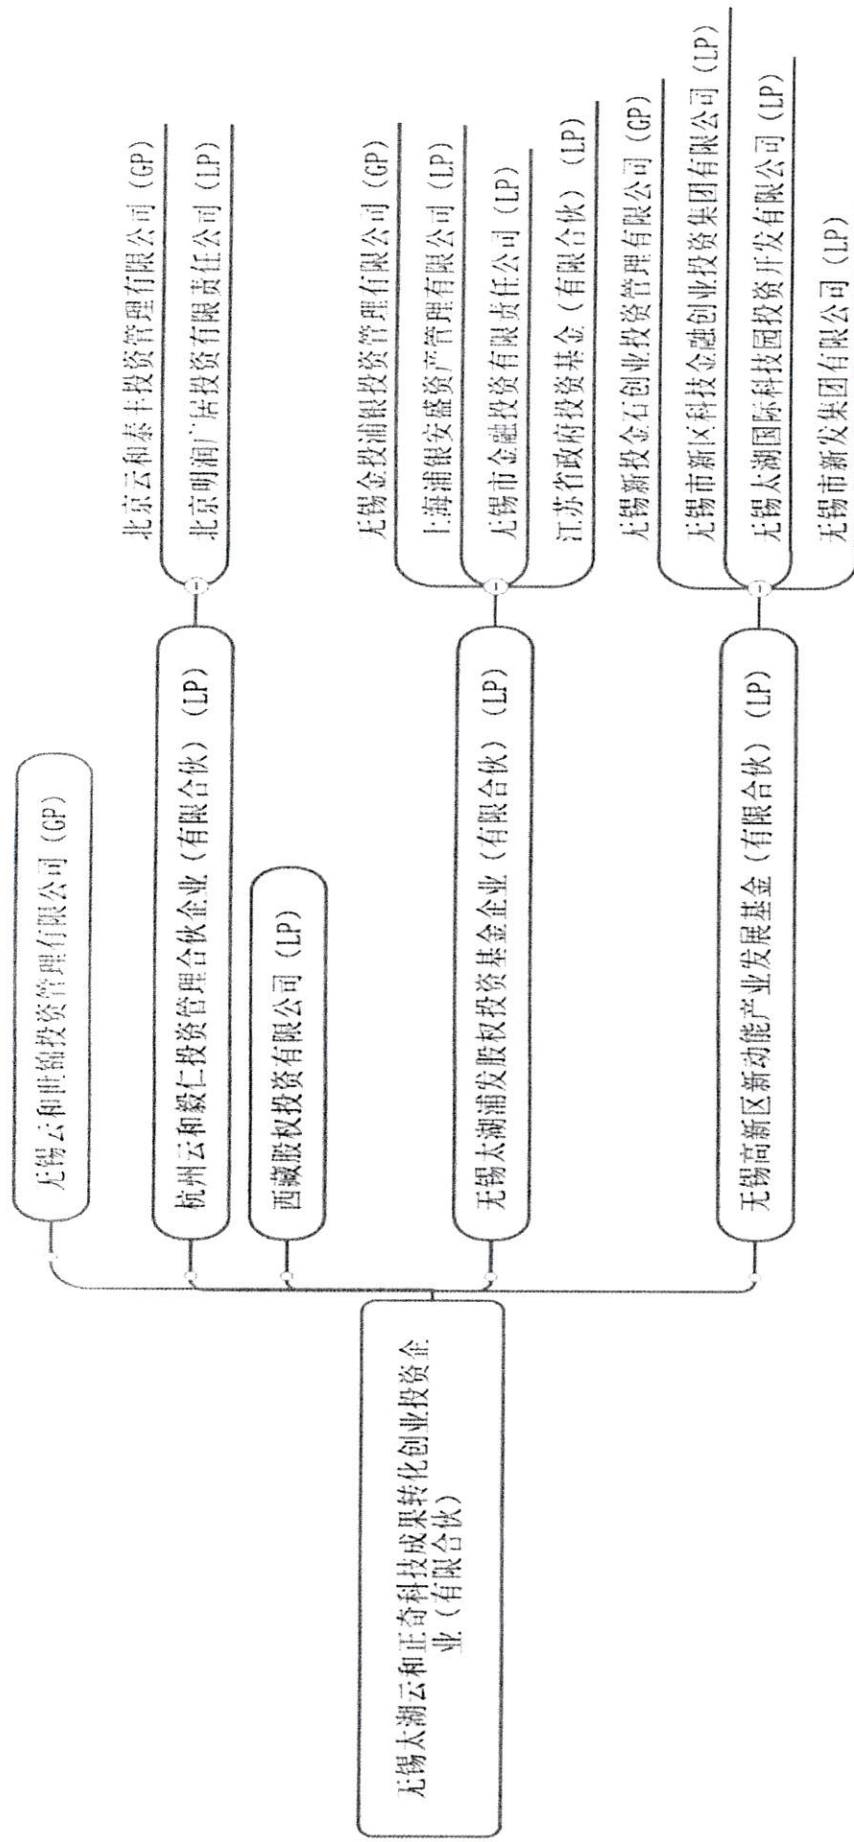 无锡太湖云和正奇科技成果转化创业投资企
业（有限合伙）
无锡云和世锦投资管理有限公司(GP)
杭州云和毅仁投资管理合伙企业（有限合伙）（LP）
北京云和泰丰投资管理有限公司（GP）
北京明润广居投资有限责任公司（LP）
西藏股权投资有限公司（LP）
无锡太湖浦发股权投资基金企业（有限合伙）（LP）
无锡金投浦银投资管理有限公司（GP）
上海浦银安盛资产管理有限公司（LP）
无锡市金融投资有限责任公司（LP）
江苏省政府投资基金（有限合伙）（LP）
无锡高新区新动能产业发展基金（有限合伙）（LP）
无锡新投金石创业投资管理有限公司（GP）
无锡市新区科技金融创业投资集团有限公司（LP）
无锡太湖国际科技园投资开发有限公司（LP）
无锡市新发集团有限公司（LP）